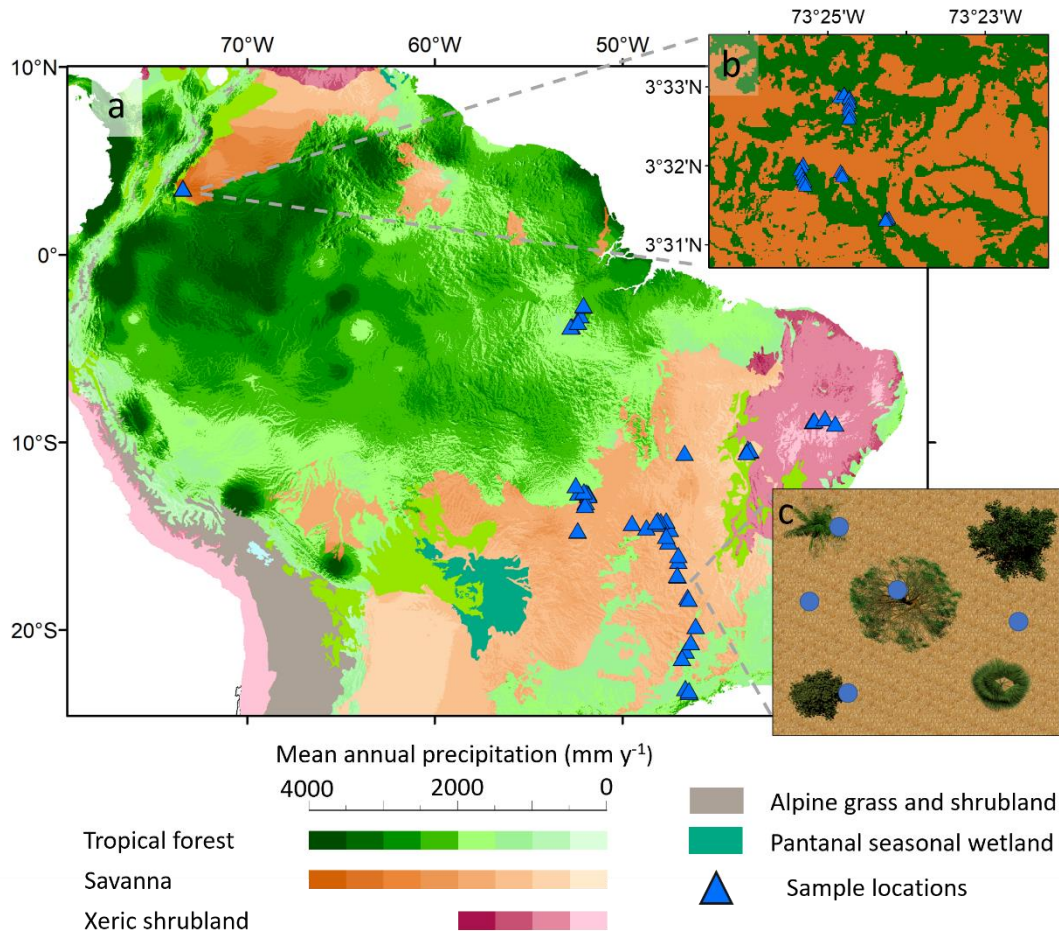 73°25'W 73°23'W
70°W 60°W 50°W
10°N
a
b
3°33'N
3°32'N
3°31'N
0°
10°S
c
20°S
Mean annual precipitation (mm y⁻¹)
4000 2000 0
Tropical forest
Savanna
Xeric shrubland
Alpine grass and shrubland
Pantanal seasonal wetland
Sample locations